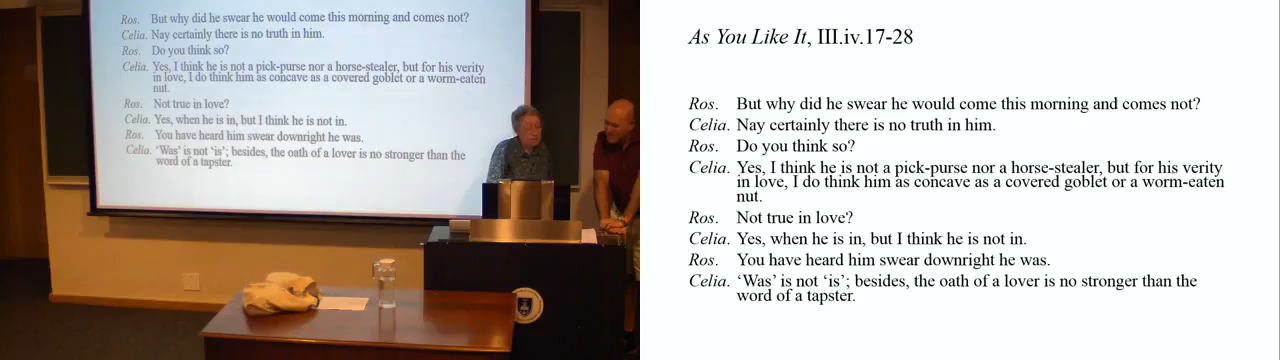 Ros. But why did he swear he would come this morning and comes not?
Celia. Nay certainly there is no truth in him.
Ros. Do you think so?
Celia. Yes, I think he is not a pick-purse nor a horse-stealer, but for his verity
in love, I do think him as concave as a covered goblet or a worm-eaten
nut.
Ros. Not true in love?
Celia. Yes, when he is in, but I think he is not in.
Ros. You have heard him swear downright he was.
Celia. ‘Was’ is not ‘is’; besides, the oath of a lover is no stronger than the
word of a tapster.
As You Like It, III.iv.17-28
Ros. But why did he swear he would come this morning and comes not?
Celia. Nay certainly there is no truth in him.
Ros. Do you think so?
Celia. Yes, I think he is not a pick-purse nor a horse-stealer, but for his verity
in love, I do think him as concave as a covered goblet or a worm-eaten
nut.
Ros. Not true in love?
Celia. Yes, when he is in, but I think he is not in.
Ros. You have heard him swear downright he was.
Celia. ‘Was’ is not ‘is’; besides, the oath of a lover is no stronger than the
word of a tapster.